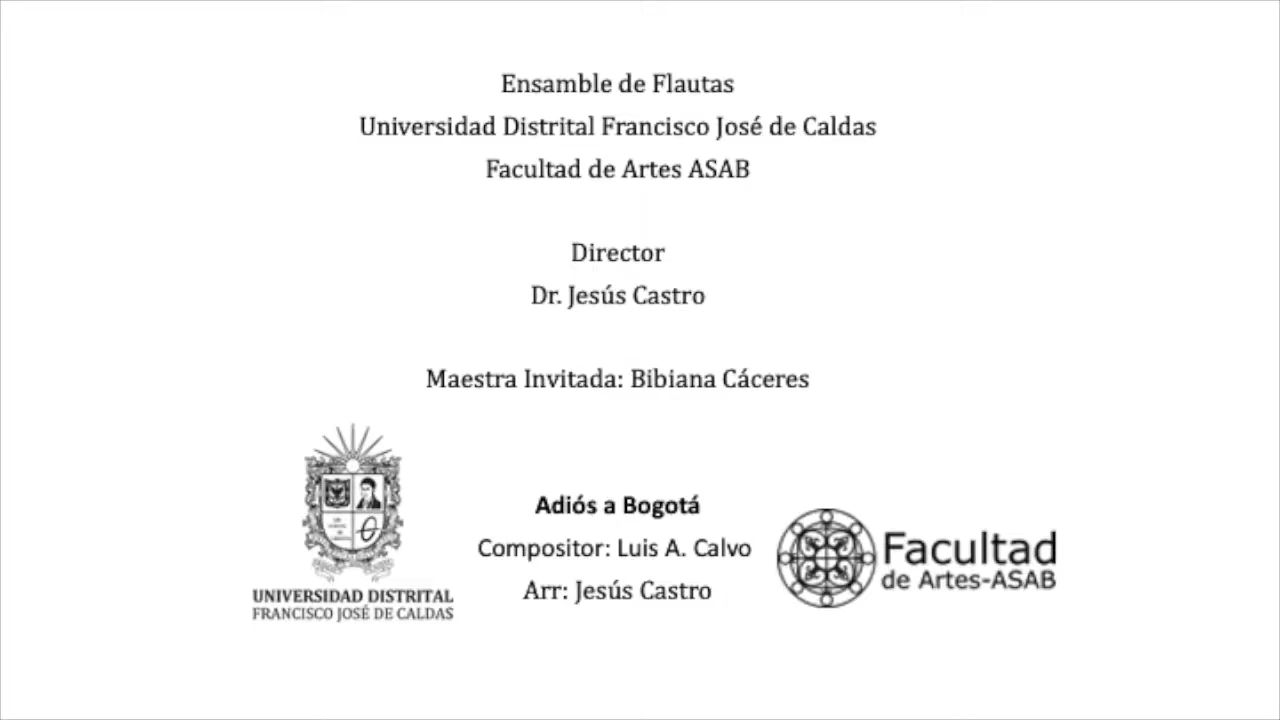 Ensamble de Flautas
Universidad Distrital Francisco José de Caldas
Facultad de Artes ASAB
Director
Dr. Jesús Castro
Maestra Invitada: Bibiana Cáceres
Adiós a Bogotá
Compositor: Luis A. Calvo
Arr: Jesús Castro
UNIVERSIDAD DISTRITAL
FRANCISCO JOSÉ DE CALDAS
Facultad
de Artes-ASAB